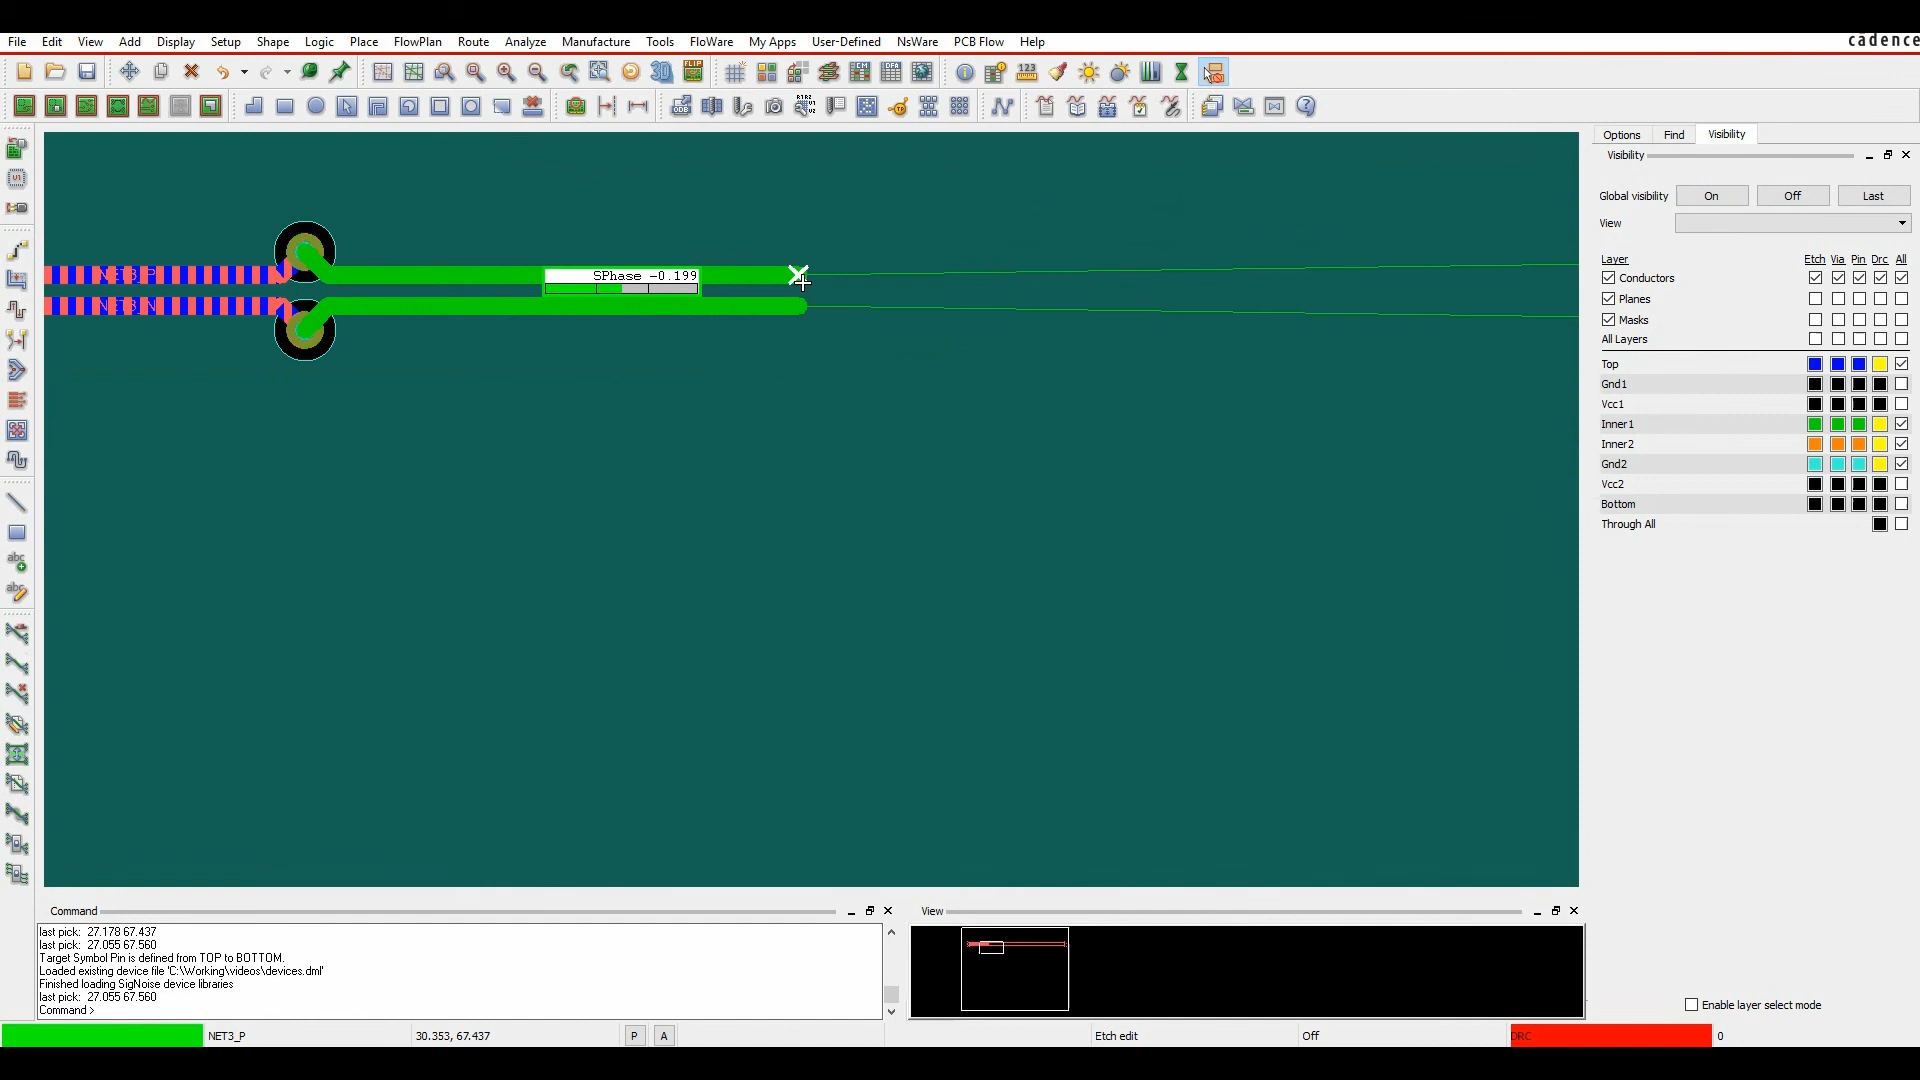 File Edit View Add Display Setup Shape Logic Place FlowPlan Route Analyze Manufacture Tools FloWare My Apps User-Defined NsWare PCB Flow Help
cadence
Options Find Visibility
Visibility
Global visibility On Off Last
View
Layer Etch Via Pin Drc All
Conductors
Planes
Masks
All Layers
Top
Gnd1
Vcc1
Inner1
Inner2
Gnd2
Vcc2
Bottom
Through All
Enable layer select mode
NET3_P
SPhase -0.199
Command
last pick: 27.178 67.437
last pick: 27.055 67.560
Target Symbol Pin is defined from TOP to BOTTOM.
Loaded existing device file 'C:\Working\videos\devices.dml'
Finished loading SigNoise device libraries
last pick: 27.055 67.560
Command >
View
NET3_P 30.353, 67.437 P A Etch edit Off DRC 0